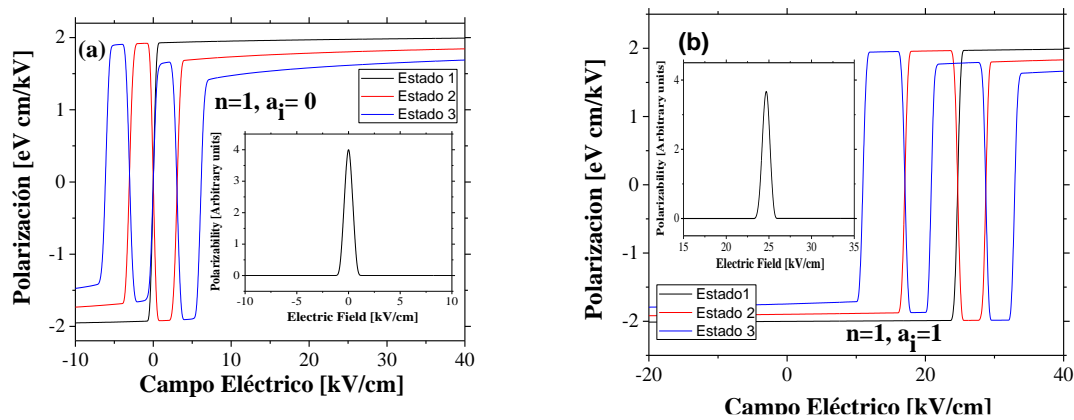 (a)
Polarización [eV cm/kV]
2
1
0
-1
-2
Estado 1
Estado 2
Estado 3
n=1, a_i= 0
Polarizability [Arbitrary units]
4
3
2
1
0
-10 -5 0 5 10
Electric Field [kV/cm]
-10 0 10 20 30 40
Campo Eléctrico [kV/cm]
(b)
Polarizacion [eV cm/kV]
2
1
0
-1
-2
Polarizability [Arbitrary units]
4
2
0
15 20 25 30 35
Electric Field [kV/cm]
Estado1
Estado 2
Estado 3
n=1, a_i=1
-20 0 20 40
Campo Eléctrico [kV/cm]